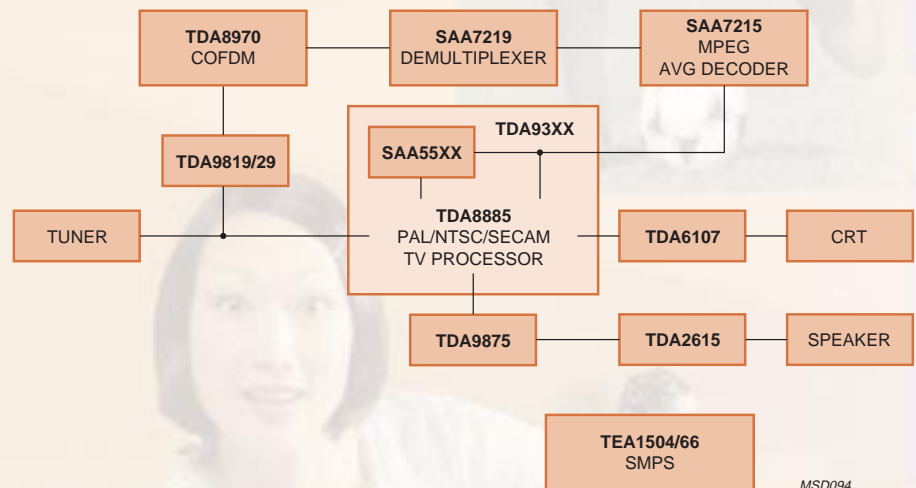 TDA8970
COFDM
SAA7219
DEMULTIPLEXER
SAA7215
MPEG
AVG DECODER
TDA9819/29
TDA93XX
SAA55XX
TUNER
TDA8885
PAL/NTSC/SECAM
TV PROCESSOR
TDA6107
CRT
TDA9875
TDA2615
SPEAKER
TEA1504/66
SMPS
MSD094